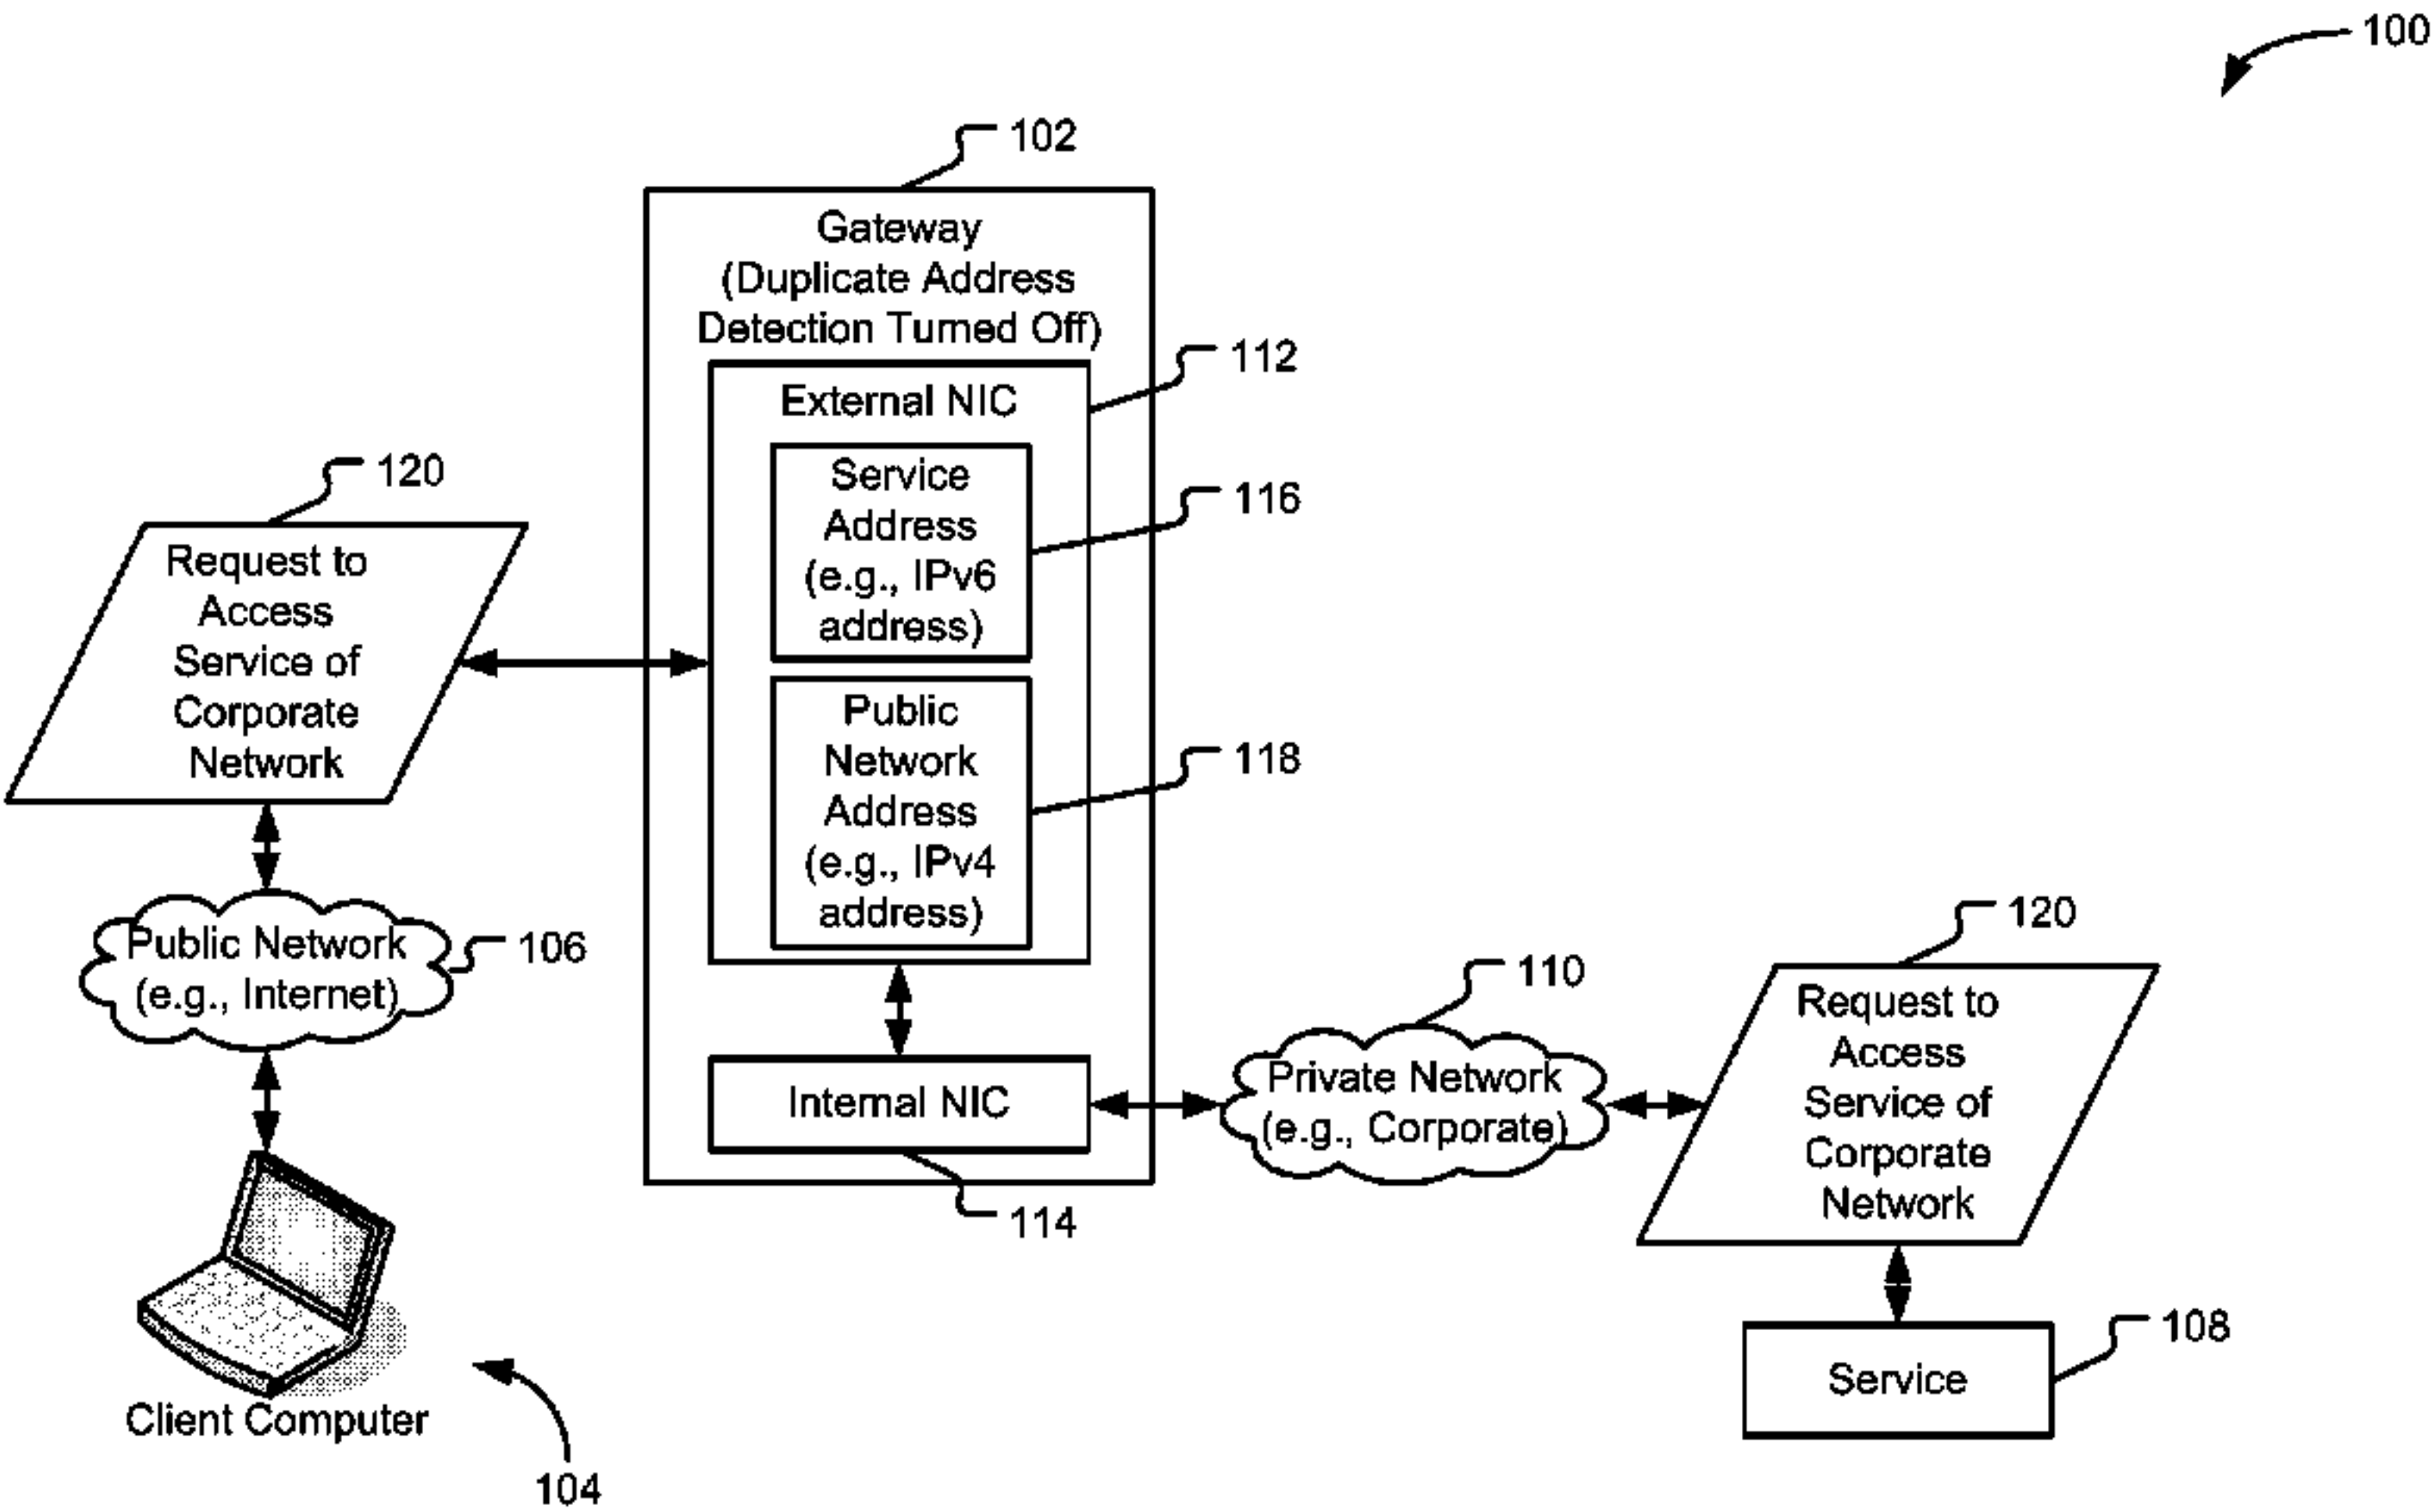 100
102
Gateway
(Duplicate Address
Detection Turned Off)
112
External NIC
Service
Address
(e.g., IPv6
address)
116
120
Request to
Access
Service of
Corporate
Network
Public
Network
Address
(e.g., IPv4
address)
118
Public Network
(e.g., Internet)
106
Internal NIC
114
110
Private Network
(e.g., Corporate)
120
Request to
Access
Service of
Corporate
Network
108
Service
Client Computer
104